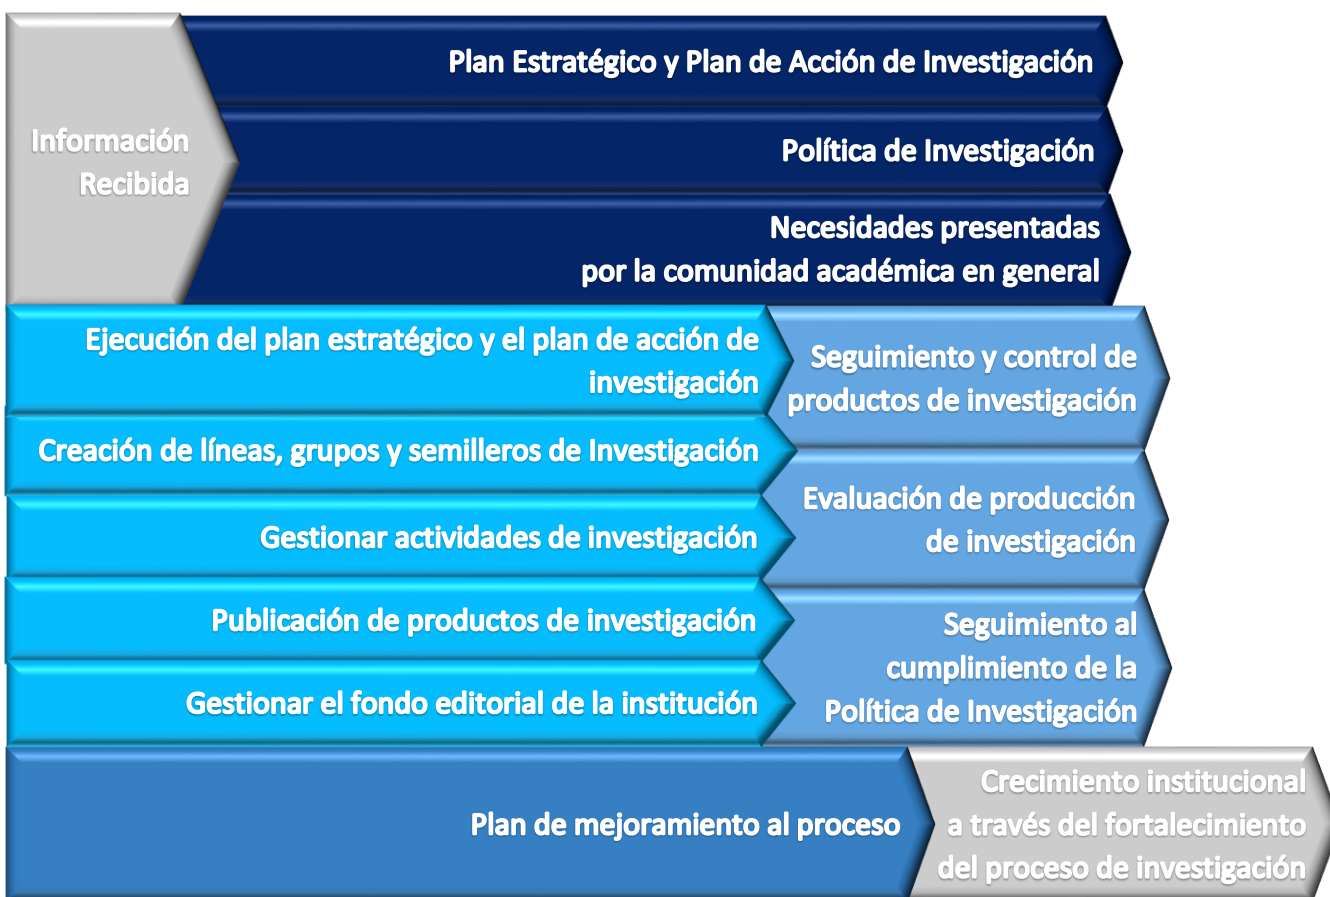 Información
Recibida
Plan Estratégico y Plan de Acción de Investigación
Política de Investigación
Necesidades presentadas
por la comunidad académica en general
Ejecución del plan estratégico y el plan de acción de
investigación
Creación de líneas, grupos y semilleros de Investigación
Gestionar actividades de investigación
Publicación de productos de investigación
Gestionar el fondo editorial de la institución
Seguimiento y control de
productos de investigación
Evaluación de producción
de investigación
Seguimiento al
cumplimiento de la
Política de Investigación
Plan de mejoramiento al proceso
Crecimiento institucional
a través del fortalecimiento
del proceso de investigación